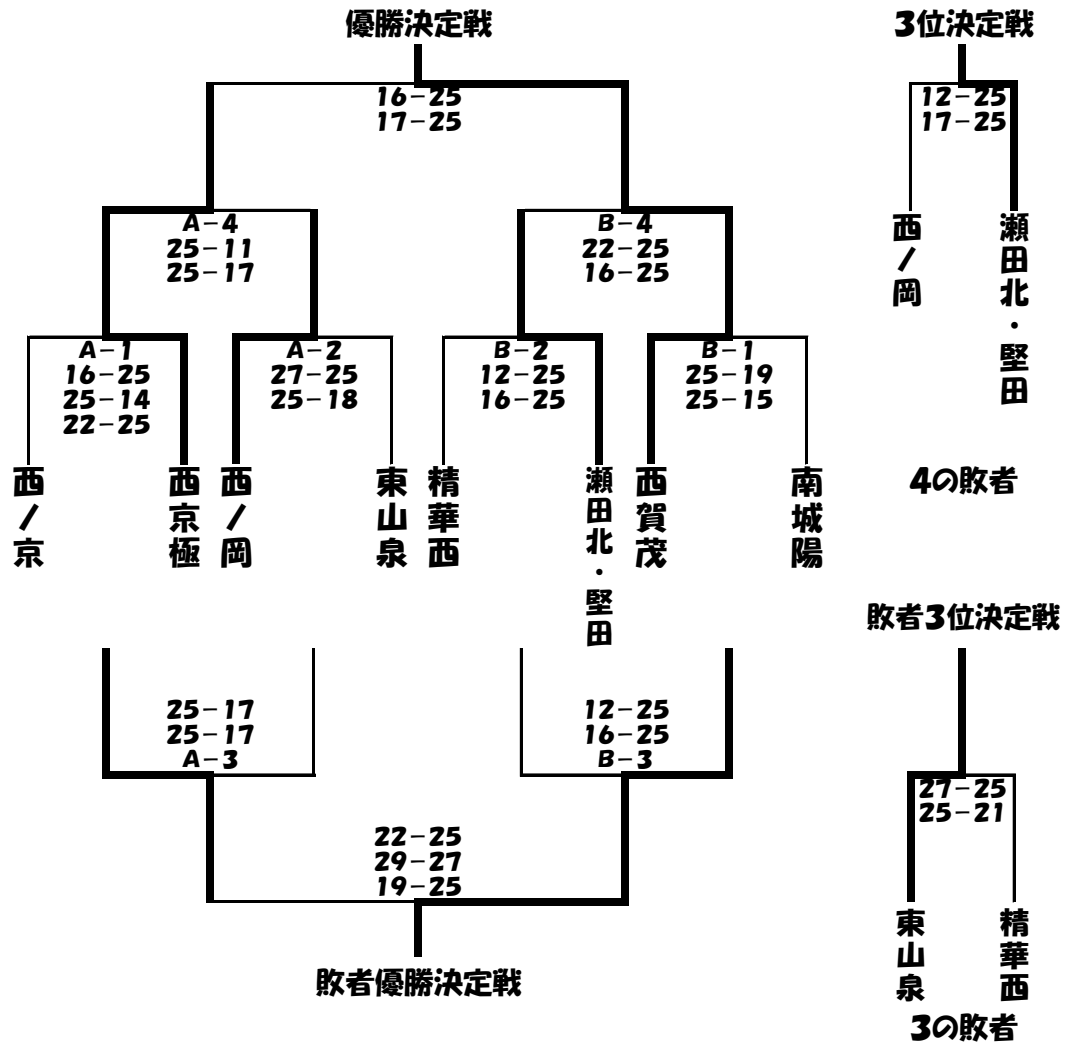 優勝決定戦
16-25
17-25
3位決定戦
12-25
17-25
西ノ岡
瀬田北・堅田
4の敗者
A-4
25-11
25-17
B-4
22-25
16-25
A-1
16-25
25-14
22-25
A-2
27-25
25-18
B-2
12-25
16-25
B-1
25-19
25-15
西ノ京
西京極
西ノ岡
東山泉
精華西
瀬田北・堅田
西賀茂
南城陽
25-17
25-17
A-3
12-25
16-25
B-3
22-25
29-27
19-25
敗者優勝決定戦
敗者3位決定戦
27-25
25-21
東山泉
精華西
3の敗者